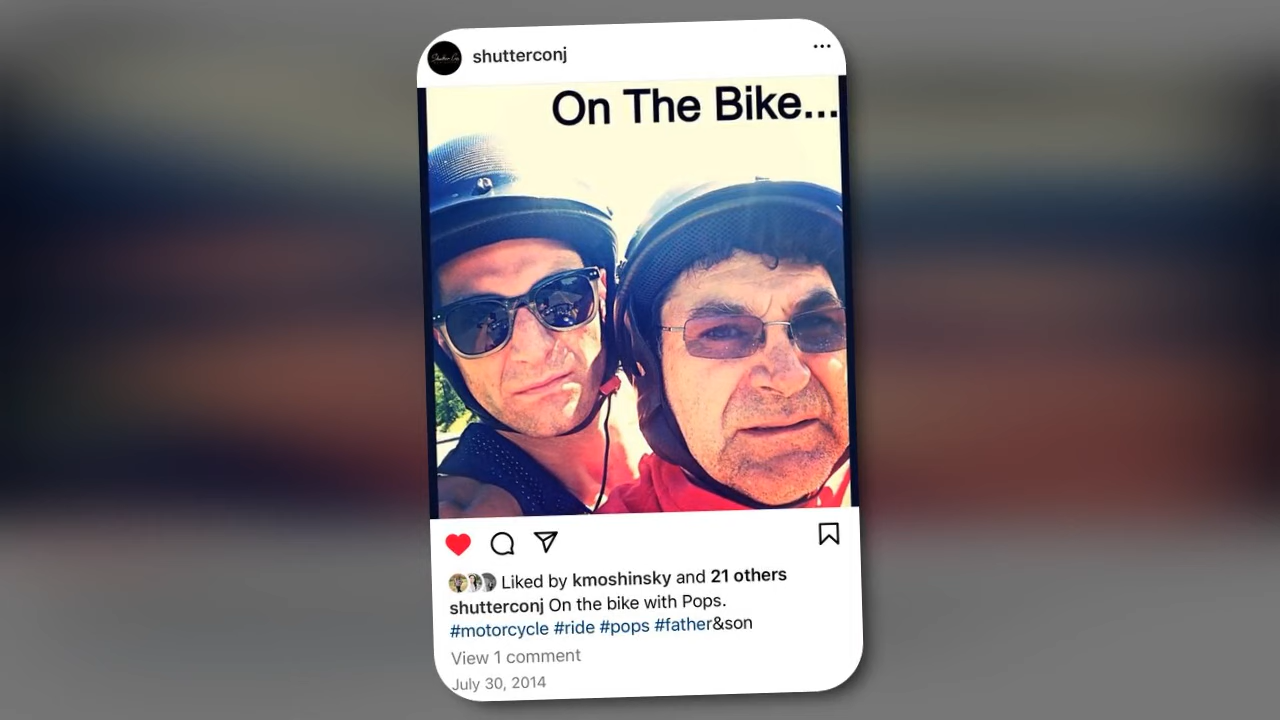 shutterconj
On The Bike...
Liked by kmoshinsky and 21 others
shutterconj On the bike with Pops.
#motorcycle #ride #pops #father&son
View 1 comment
July 30, 2014